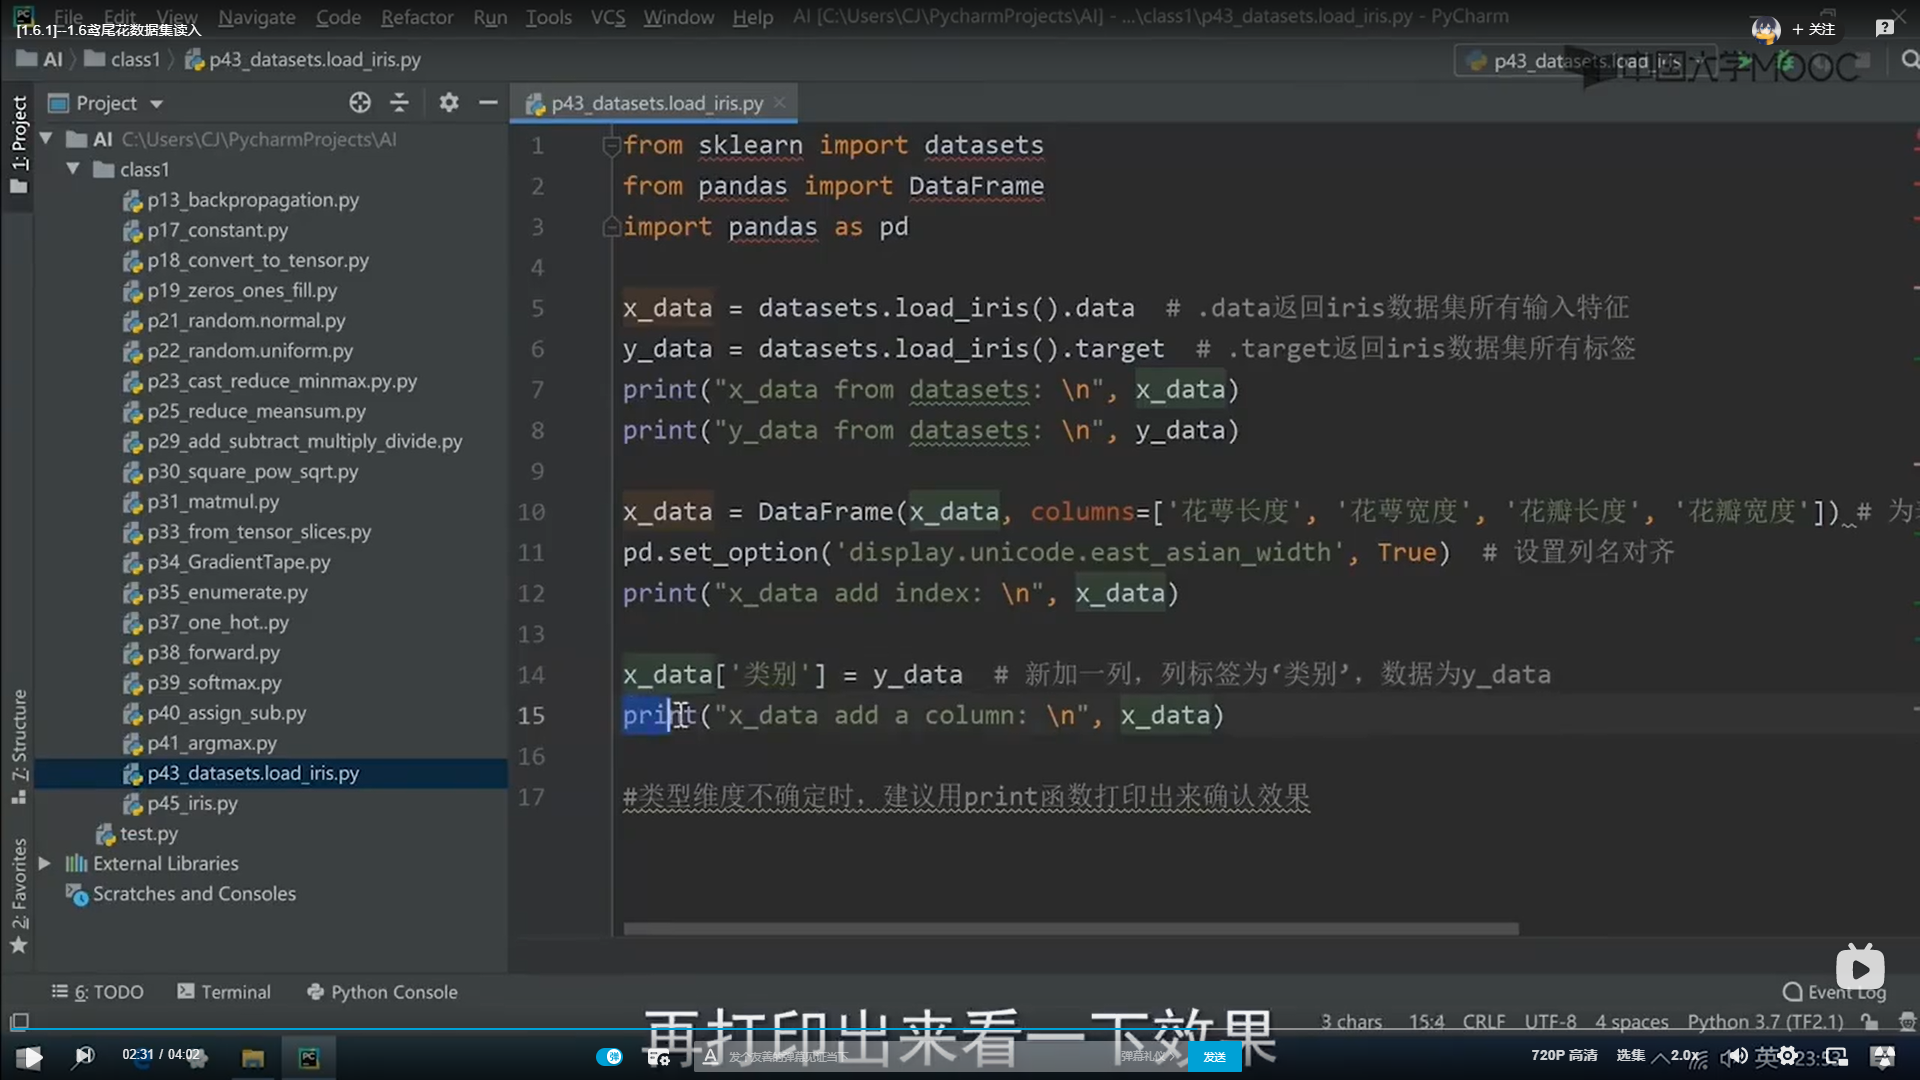 File Edit View Navigate Code Refactor Run Tools VCS Window Help AI [C:\Users\CJ\PycharmProjects\AI] - ...\class1\p43_datasets.load_iris.py - PyCharm
[1.6.1]--1.6鸢尾花数据集读入
+ 关注
AI class1 p43_datasets.load_iris.py
p43_datasets.load_iris
中国大学MOOC
Project
p43_datasets.load_iris.py
1: Project
AI C:\Users\CJ\PycharmProjects\AI
class1
p13_backpropagation.py
p17_constant.py
p18_convert_to_tensor.py
p19_zeros_ones_fill.py
p21_random.normal.py
p22_random.uniform.py
p23_cast_reduce_minmax.py.py
p25_reduce_meansum.py
p29_add_subtract_multiply_divide.py
p30_square_pow_sqrt.py
p31_matmul.py
p33_from_tensor_slices.py
p34_GradientTape.py
p35_enumerate.py
p37_one_hot..py
p38_forward.py
p39_softmax.py
p40_assign_sub.py
p41_argmax.py
p43_datasets.load_iris.py
p45_iris.py
test.py
External Libraries
Scratches and Consoles
7: Structure
2: Favorites
1 from sklearn import datasets
2 from pandas import DataFrame
3 import pandas as pd
4
5 x_data = datasets.load_iris().data # .data返回iris数据集所有输入特征
6 y_data = datasets.load_iris().target # .target返回iris数据集所有标签
7 print("x_data from datasets: \n", x_data)
8 print("y_data from datasets: \n", y_data)
9
10 x_data = DataFrame(x_data, columns=['花萼长度', '花萼宽度', '花瓣长度', '花瓣宽度']) # 为
11 pd.set_option('display.unicode.east_asian_width', True) # 设置列名对齐
12 print("x_data add index: \n", x_data)
13
14 x_data['类别'] = y_data # 新加一列，列标签为‘类别’，数据为y_data
15 print("x_data add a column: \n", x_data)
16
17 #类型维度不确定时，建议用print函数打印出来确认效果
6: TODO Terminal Python Console
Event Log
再打印出来看一下效果
3 chars 15:4 CRLF UTF-8 4 spaces Python 3.7 (TF2.1)
02:31 / 04:02
弹
发个友善的弹幕见证当下
弹幕礼仪
发送
720P 高清 选集 2.0x
英